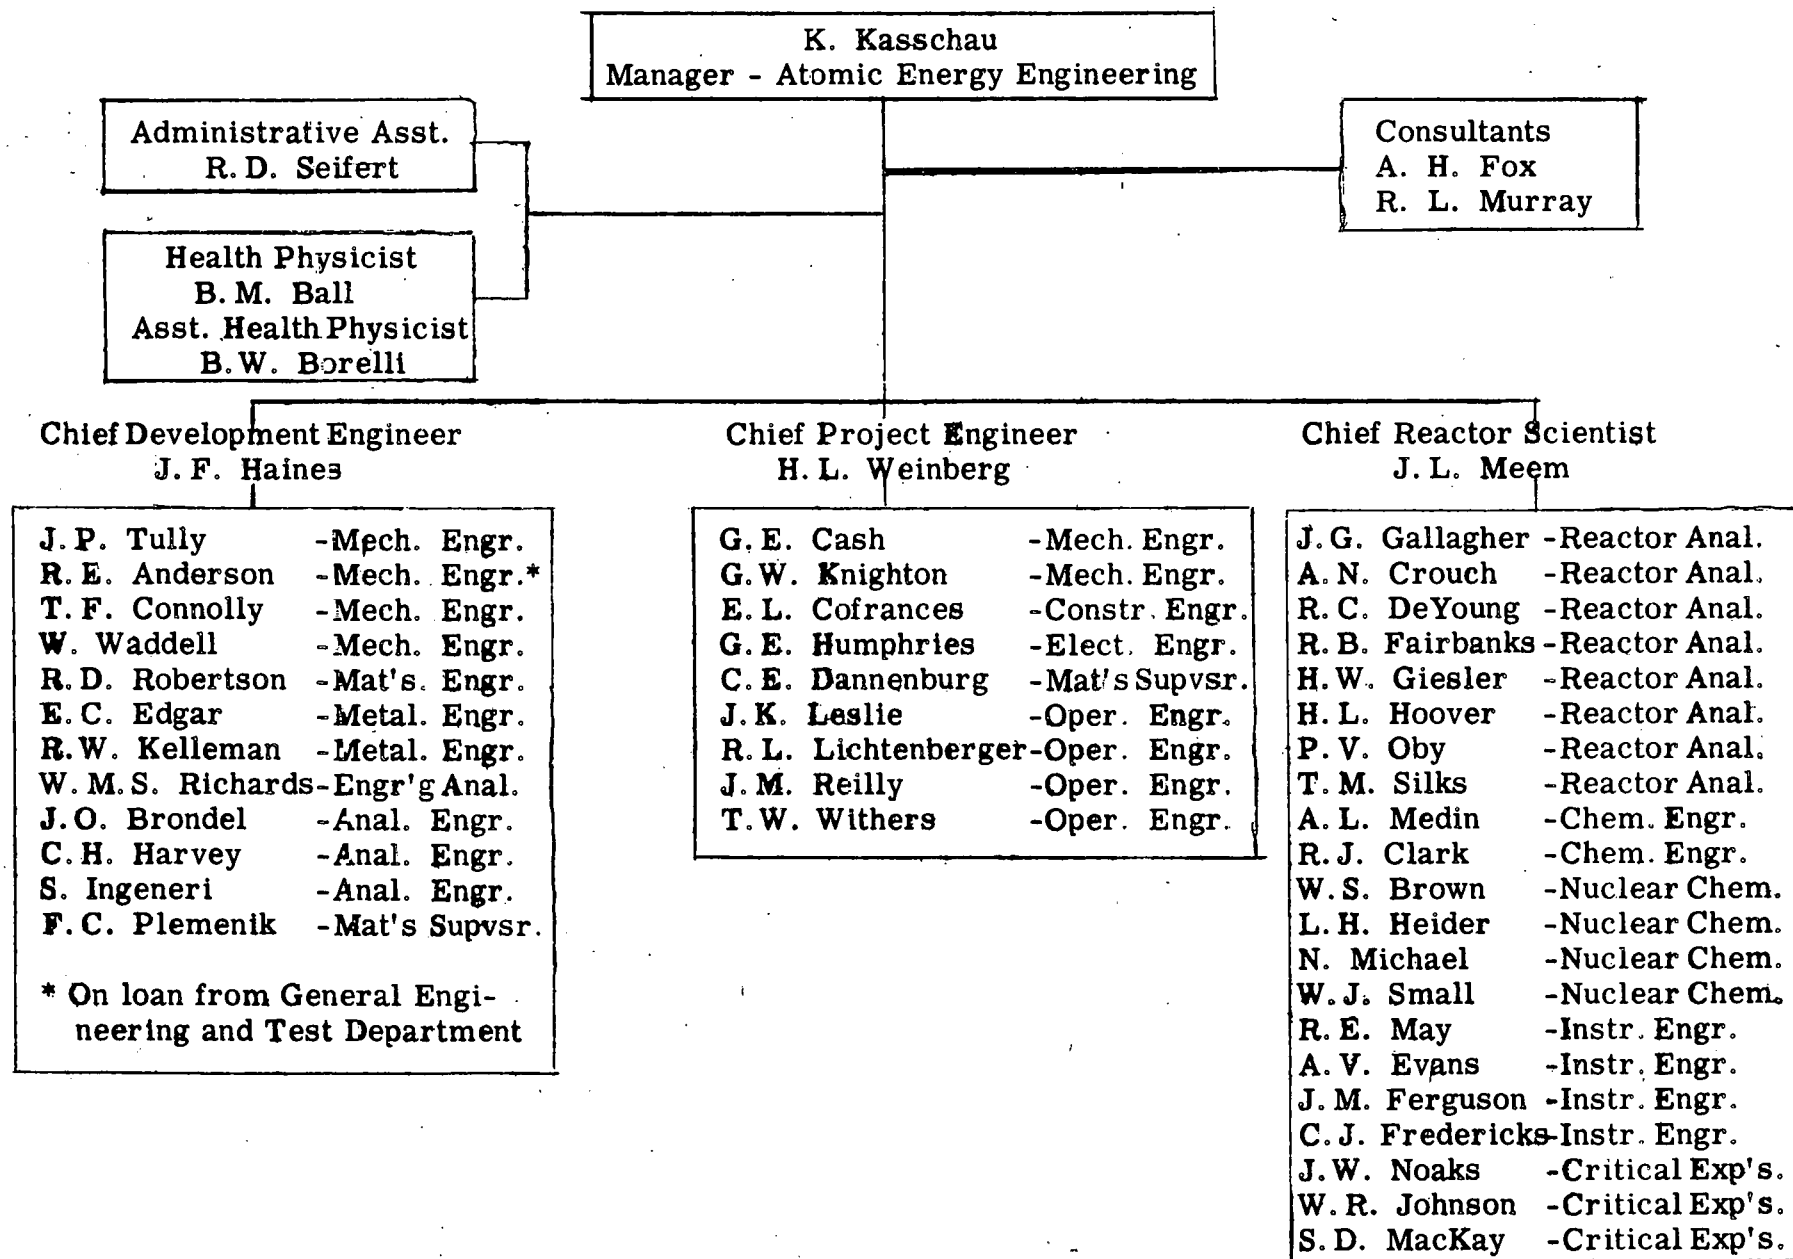 K. Kasschau
Manager - Atomic Energy Engineering
Administrative Asst.
R. D. Seifert
Consultants
A. H. Fox
R. L. Murray
Health Physicist
B. M. Ball
Asst. Health Physicist
B. W. Borelli
Chief Development Engineer
J. F. Haines
J. P. Tully -Mech. Engr.
R. E. Anderson -Mech. Engr.*
T. F. Connolly -Mech. Engr.
W. Waddell -Mech. Engr.
R. D. Robertson -Mat's. Engr.
E. C. Edgar -Metal. Engr.
R. W. Kelleman -Metal. Engr.
W. M. S. Richards-Engr'g Anal.
J. O. Brondel -Anal. Engr.
C. H. Harvey -Anal. Engr.
S. Ingeneri -Anal. Engr.
F. C. Plemenik -Mat's Supvsr.
* On loan from General Engi-
neering and Test Department
Chief Project Engineer
H. L. Weinberg
G. E. Cash -Mech. Engr.
G. W. Knighton -Mech. Engr.
E. L. Cofrances -Constr. Engr.
G. E. Humphries -Elect. Engr.
C. E. Dannenburg -Mat's Supvsr.
J. K. Leslie -Oper. Engr.
R. L. Lichtenberger-Oper. Engr.
J. M. Reilly -Oper. Engr.
T. W. Withers -Oper. Engr.
Chief Reactor Scientist
J. L. Meem
J. G. Gallagher -Reactor Anal.
A. N. Crouch -Reactor Anal.
R. C. DeYoung -Reactor Anal.
R. B. Fairbanks -Reactor Anal.
H. W. Giesler -Reactor Anal.
H. L. Hoover -Reactor Anal.
P. V. Oby -Reactor Anal.
T. M. Silks -Reactor Anal.
A. L. Medin -Chem. Engr.
R. J. Clark -Chem. Engr.
W. S. Brown -Nuclear Chem.
L. H. Heider -Nuclear Chem.
N. Michael -Nuclear Chem.
W. J. Small -Nuclear Chem.
R. E. May -Instr. Engr.
A. V. Evans -Instr. Engr.
J. M. Ferguson -Instr. Engr.
C. J. Fredericks-Instr. Engr.
J. W. Noaks -Critical Exp's.
W. R. Johnson -Critical Exp's.
S. D. MacKay -Critical Exp's.